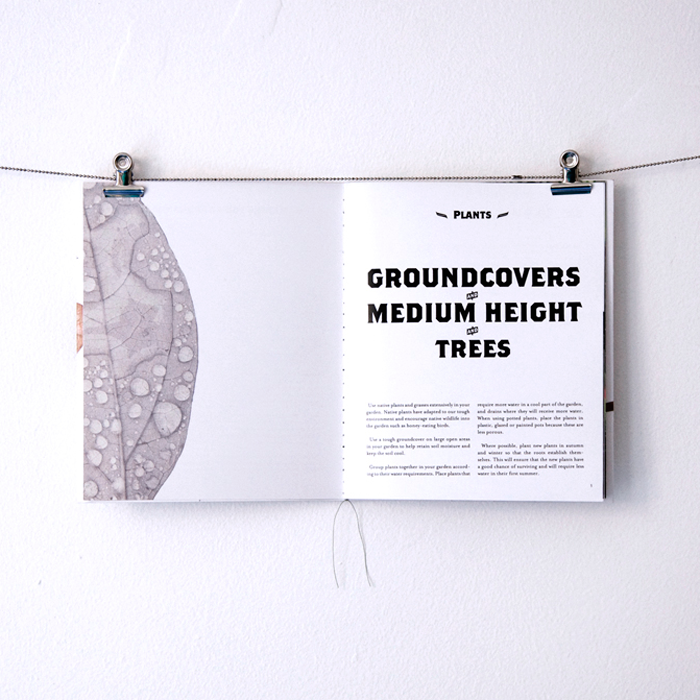 PLANTS
GROUNDCOVERS
AND
MEDIUM HEIGHT
AND
TREES
Use native plants and grasses extensively in your
garden. Native plants have adapted to our tough
environment and encourage native wildlife into
the garden such as honey-eating birds.
Use a tough groundcover on large open areas
in your garden to help retain soil moisture and
keep the soil cool.
Group plants together in your garden accord-
ing to their water requirements. Place plants that
require more water in a cool part of the garden,
and drains where they will receive more water.
When using potted plants, place the plants in
plastic, glazed or painted pots because these are
less porous.
Where possible, plant new plants in autumn
and winter so that the roots establish them-
selves. This will ensure that the new plants have
a good chance of surviving and will require less
water in their first summer.